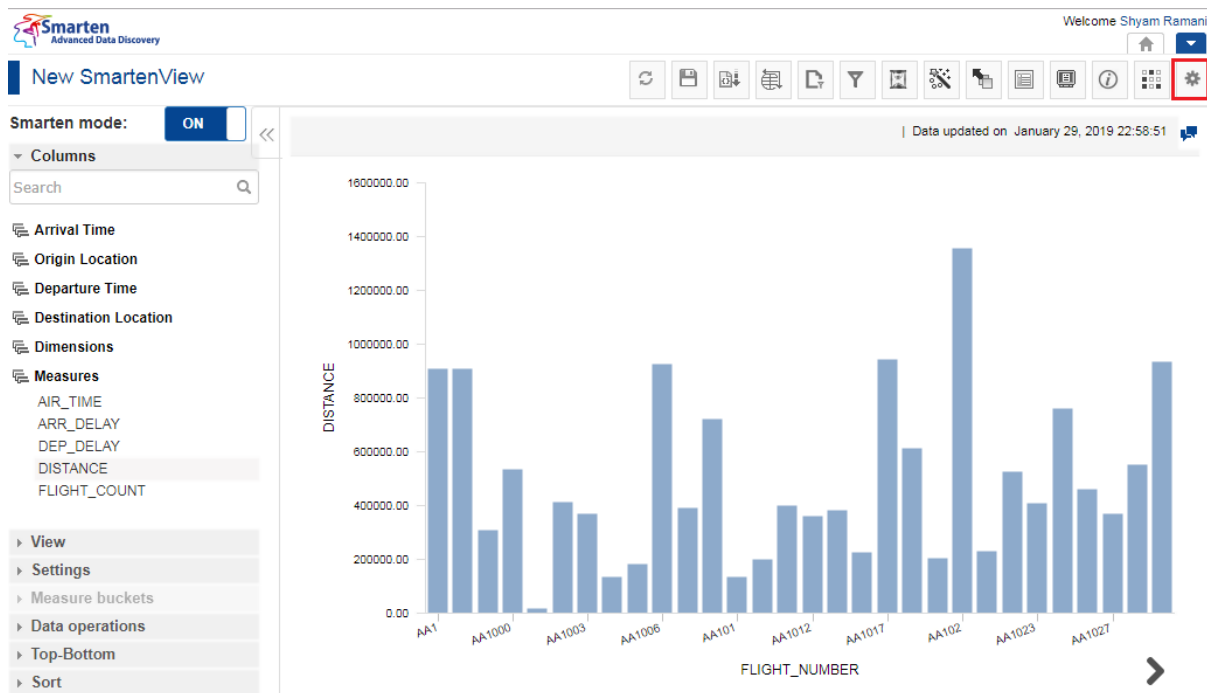 Smarten
Advanced Data Discovery
Welcome Shyam Ramani
New SmartenView
Smarten mode:
ON
| Data updated on January 29, 2019 22:58:51
Columns
Search
Arrival Time
Origin Location
Departure Time
Destination Location
Dimensions
Measures
AIR_TIME
ARR_DELAY
DEP_DELAY
DISTANCE
FLIGHT_COUNT
View
Settings
Measure buckets
Data operations
Top-Bottom
Sort
1600000.00
1400000.00
1200000.00
1000000.00
800000.00
600000.00
400000.00
200000.00
0.00
DISTANCE
AA1
AA1000
AA1003
AA1006
AA101
AA1012
AA1017
AA102
AA1023
AA1027
FLIGHT_NUMBER